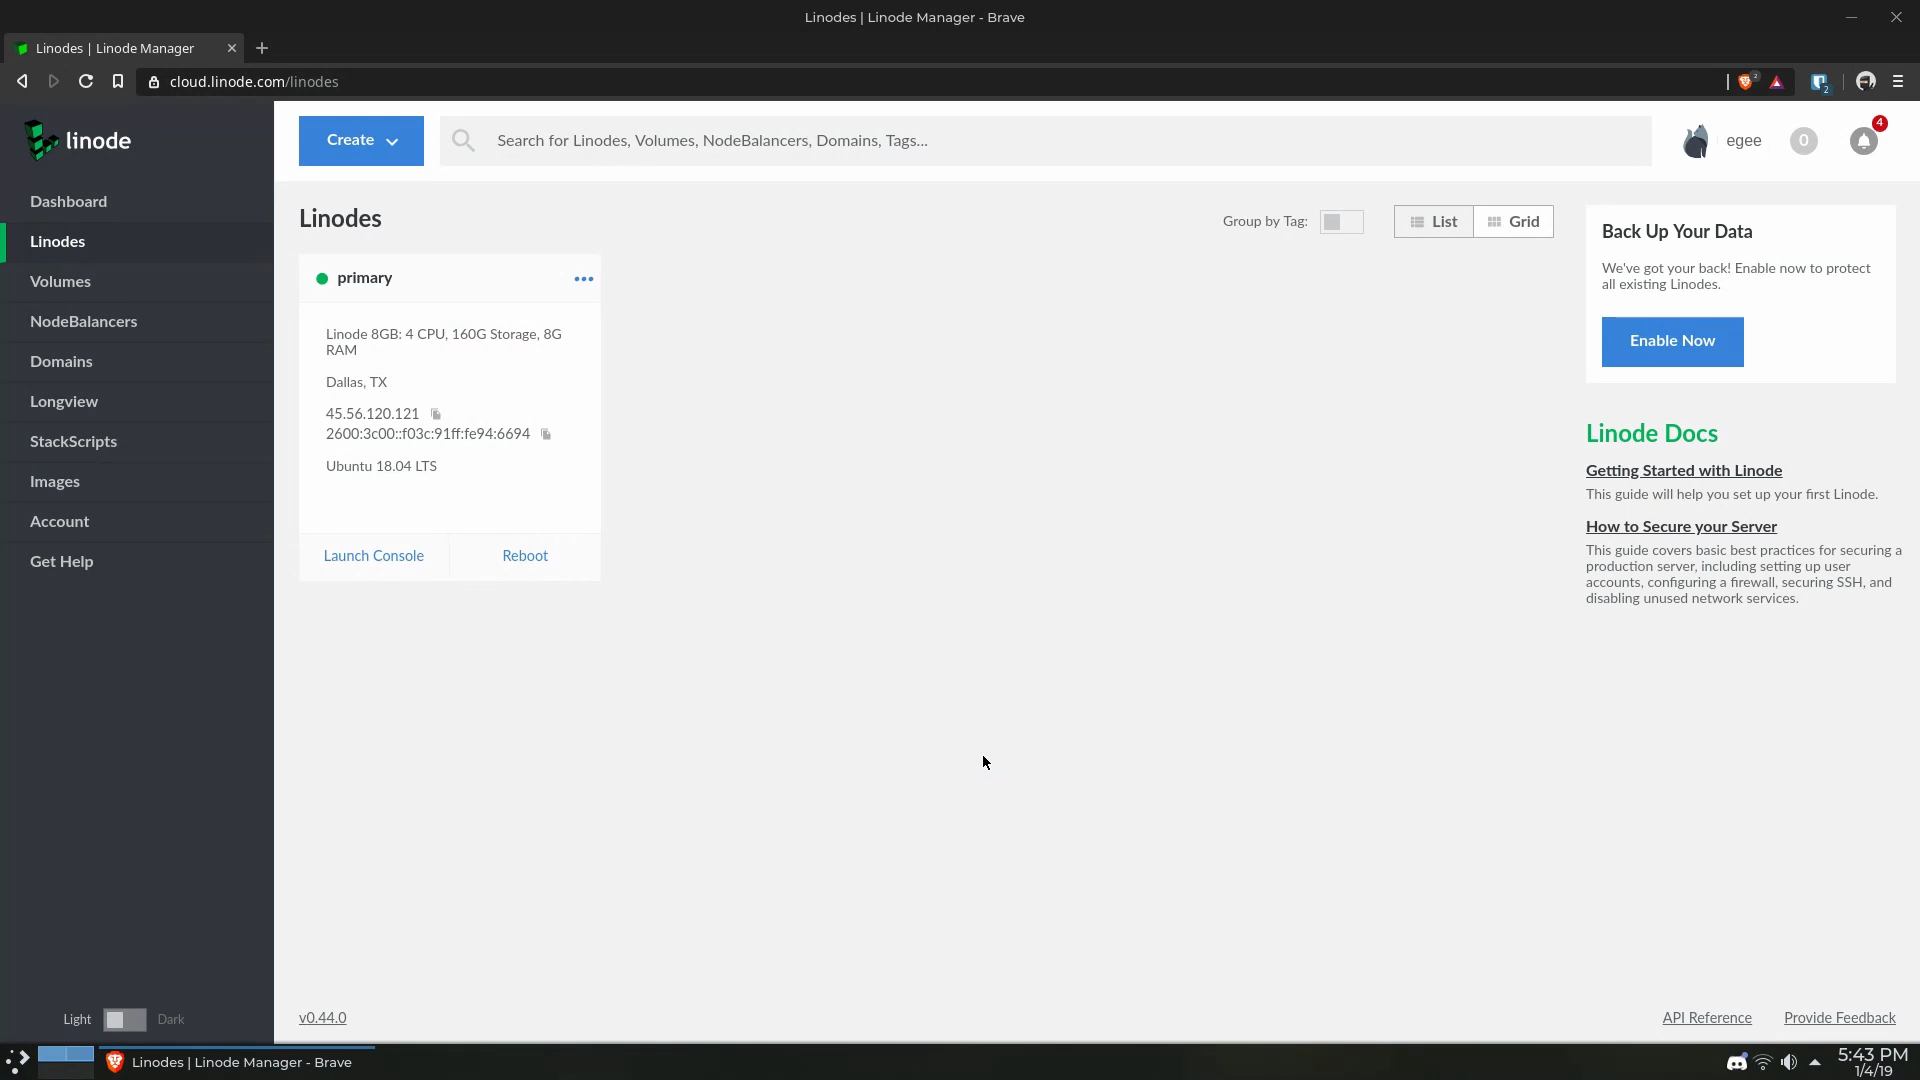 Linodes | Linode Manager - Brave
Linodes | Linode Manager
cloud.linode.com/linodes
2
2
linode
Create
Search for Linodes, Volumes, NodeBalancers, Domains, Tags...
egee
0
4
Dashboard
Linodes
Volumes
NodeBalancers
Domains
Longview
StackScripts
Images
Account
Get Help
Light
Dark
Linodes
Group by Tag:
List
Grid
primary
Linode 8GB: 4 CPU, 160G Storage, 8G
RAM
Dallas, TX
45.56.120.121
2600:3c00::f03c:91ff:fe94:6694
Ubuntu 18.04 LTS
Launch Console
Reboot
Back Up Your Data
We've got your back! Enable now to protect
all existing Linodes.
Enable Now
Linode Docs
Getting Started with Linode
This guide will help you set up your first Linode.
How to Secure your Server
This guide covers basic best practices for securing a
production server, including setting up user
accounts, configuring a firewall, securing SSH, and
disabling unused network services.
v0.44.0
API Reference
Provide Feedback
Linodes | Linode Manager - Brave
5:43 PM
1/4/19